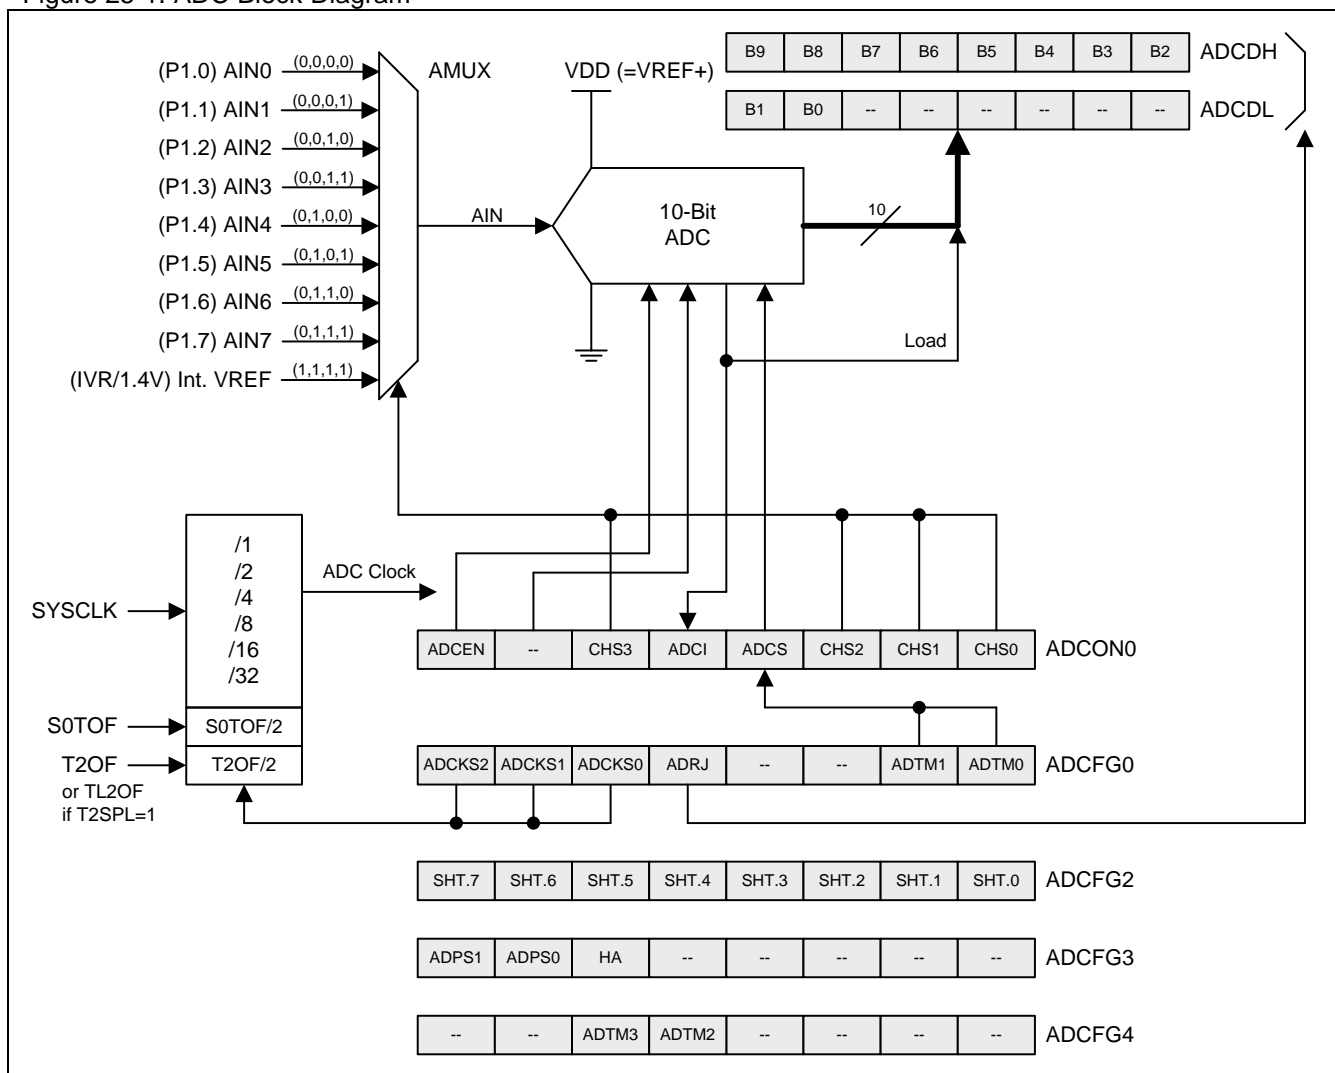 Figure 28-1. ADC Block Diagram
B9 B8 B7 B6 B5 B4 B3 B2 ADCDH
B1 B0 -- -- -- -- -- -- ADCDL
AMUX
VDD (=VREF+)
(P1.0) AIN0 (0,0,0,0)
(P1.1) AIN1 (0,0,0,1)
(P1.2) AIN2 (0,0,1,0)
(P1.3) AIN3 (0,0,1,1)
(P1.4) AIN4 (0,1,0,0)
(P1.5) AIN5 (0,1,0,1)
(P1.6) AIN6 (0,1,1,0)
(P1.7) AIN7 (0,1,1,1)
(IVR/1.4V) Int. VREF (1,1,1,1)
AIN
10-Bit
ADC
10
Load
/1
/2
/4
/8
/16
/32
SYSCLK
ADC Clock
S0TOF
S0TOF/2
T2OF
or TL2OF
if T2SPL=1
T2OF/2
ADCEN -- CHS3 ADCI ADCS CHS2 CHS1 CHS0 ADCON0
ADCKS2 ADCKS1 ADCKS0 ADRJ -- -- ADTM1 ADTM0 ADCFG0
SHT.7 SHT.6 SHT.5 SHT.4 SHT.3 SHT.2 SHT.1 SHT.0 ADCFG2
ADPS1 ADPS0 HA -- -- -- -- -- ADCFG3
-- -- ADTM3 ADTM2 -- -- -- -- ADCFG4